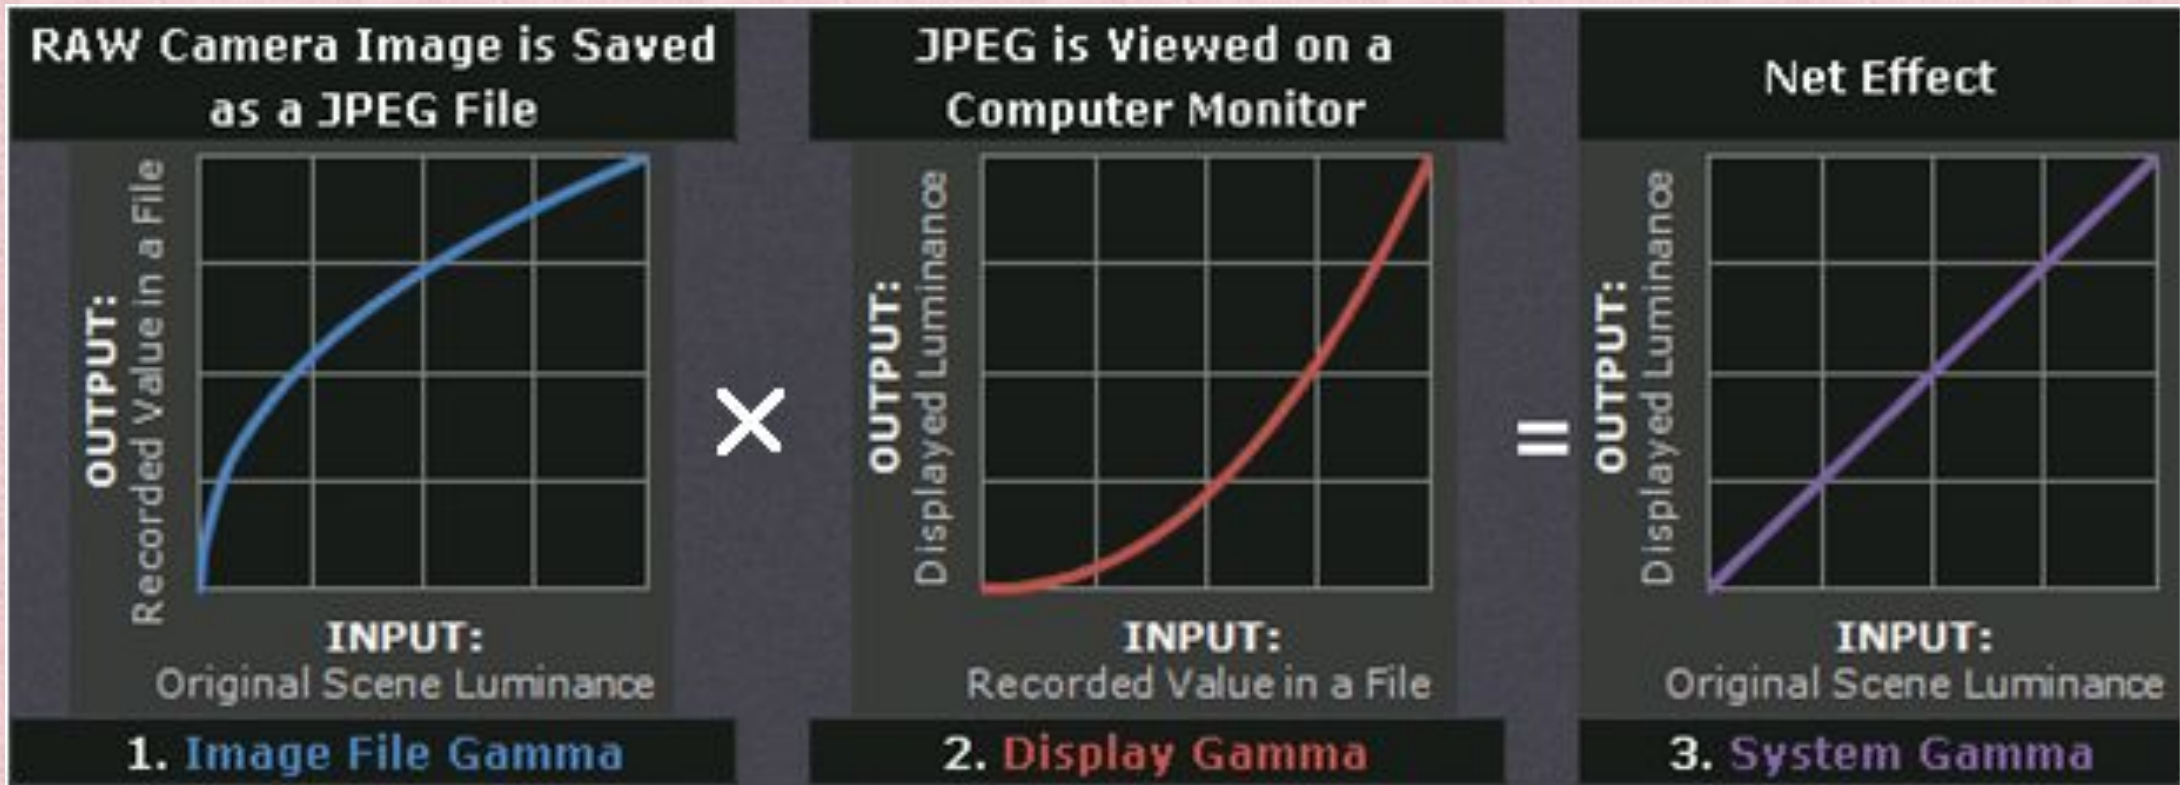 RAW Camera Image is Saved
as a JPEG File
OUTPUT:
Recorded Value in a File
INPUT:
Original Scene Luminance
1. Image File Gamma
×
JPEG is Viewed on a
Computer Monitor
OUTPUT:
Displayed Luminance
INPUT:
Recorded Value in a File
2. Display Gamma
=
Net Effect
OUTPUT:
Displayed Luminance
INPUT:
Original Scene Luminance
3. System Gamma